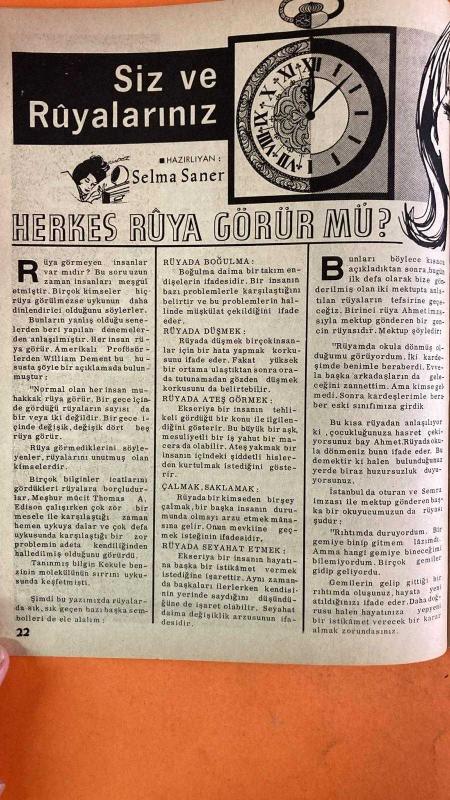 Siz ve
Rûyalarınız
■ HAZIRLIYAN :
Selma Saner
HERKES RÛYA GÖRÜR MÜ?
Rüya görmeyen insanlar
var mıdır? Bu soru uzun
zaman insanları meşgul
etmiştir. Birçok kimseler hiç
rüya görülmezse uykunun daha
dinlendirici olduğunu söylerler.
Bunların yanlış olduğu sene-
lerden beri yapılan denemeler-
den anlaşılmıştır. Her insan rü-
ya görür. Amerikalı Profösör-
lerden William Dement bu hu-
susta şöyle bir açıklamada bulun-
muştur :
"Normal olan her insan mu-
hakkak rüya görür. Bir gece için-
de gördüğü rüyaların sayısı da
bir veya iki değildir. Bir gece i-
çinde değişik, değişik dört beş
rüya görür.
Rüya görmediklerini söyle-
yenler, rüyalarını unutmuş olan
kimselerdir.
Birçok bilginler icatlarını
gördükleri rüyalara borçludur-
lar. Meşhur mücit Thomas A,
Edison çalışırken çok zor bir
mesele ile karşılaştığı zaman
hemen uykuya dalar ve çok defa
uykusunda karşılaştığı bir zor
problemin adeta kendiliğinden
halledilmiş olduğunu görürdü,
Tanınmış bilgin Kekule ben-
zinin molekülünün sırrını uyku-
sunda keşfetmişti.
Şimdi bu yazımızda rüyalar-
da sık, sık geçen bazı başka sem-
bolleri de ele alalım :
22
RÜYADA BOĞULMA :
Boğulma daima bir takım en-
dişelerin ifadesidir. Bir insanın
bazı problemlerle karşılaştığını
belirtir ve bu problemlerin hal-
linde müşkülat çekildiğini ifade
eder.
RÜYADA DÜŞMEK :
Rüyada düşmek birçok insan-
lar için bir hata yapmak korku-
sunu ifade eder. Fakat yüksek
bir ortama ulaştıktan sonra ora-
da tutunamadan gözden düşmek
korkusunu da belirtebilir.
RÜYADA ATEŞ GÖRMEK :
Ekseriya bir insanın tehli-
keli gördüğü bir konu ile ilgilen-
diğini gösterir. Bu büyük bir aşk,
mesuliyetli bir iş yahut bir ma-
cera da olabilir. Ateş yakmak bir
insanın içindeki şiddetli hisler-
den kurtulmak istediğini göste-
rir.
ÇALMAK, SAKLAMAK :
Rüyada bir kimseden birşey
çalmak, bir başka insanın duru-
munda olmayı arzu etmek mâna-
sına gelir. Onun mevkine geç-
mek isteğinin ifadesidir.
RÜYADA SEYAHAT ETMEK :
Ekseria bir insanın hayatı-
na başka bir istikâmet vermek
istediğine işarettir. Aynı zaman-
da başkaları ilerlerken kendisi-
nin yerinde saydığını düşündü-
ğüne de işaret olabilir. Seyahat
daima değişiklik arzusunun ifa-
desidir.
Bunları böylece kısaca
açıkladıktan sonra, bugün
ilk defa olarak bize gön-
derilmiş olan iki mektupta anla-
tılan rüyaların tefsirine geçe-
ceğiz. Birinci rüya Ahmet imza-
sıyla mektup gönderen bir gen-
cin rüyasıdır. Mektup şöyledir:
"Rüyamda okula dönmüş ol-
duğumu görüyordum. İki karde-
şimde benimle beraberdi. Evve-
la başka arkadaşların da gele-
ceğini zannettim. Ama kimse gel-
medi. Sonra kardeşlerimle bera-
ber eski sınıfımıza girdik
Bu kısa rüyadan anlaşılıyor
ki, çocukluğunuza hasret çeki-
yorsunuz bay Ahmet. Rüyada oku-
la dönmeniz bunu ifade eder. Bu
demektir ki halen bulunduğunuz
yerde biraz huzursuzluk duyu-
yorsunuz.
İstanbul da oturan ve Semra
imzası ile mektup gönderen baş-
ka bir okuyucumuzun da rüyası
şudur :
"Rıhtımda duruyordum. Bir
gemiye binip gitmem lâzımdı.
Amma hangi gemiye bineceğimi
bilemiyordum. Birçok gemiler
gidip geliyordu.
Gemilerin gelip gittiği bir
rıhtımda oluşunuz, hayata yeni
atıldığınızı ifade eder. Daha doğ-
rusu halen hayatınıza yepyeni
bir istikâmet verecek bir karar
almak zorundasınız.